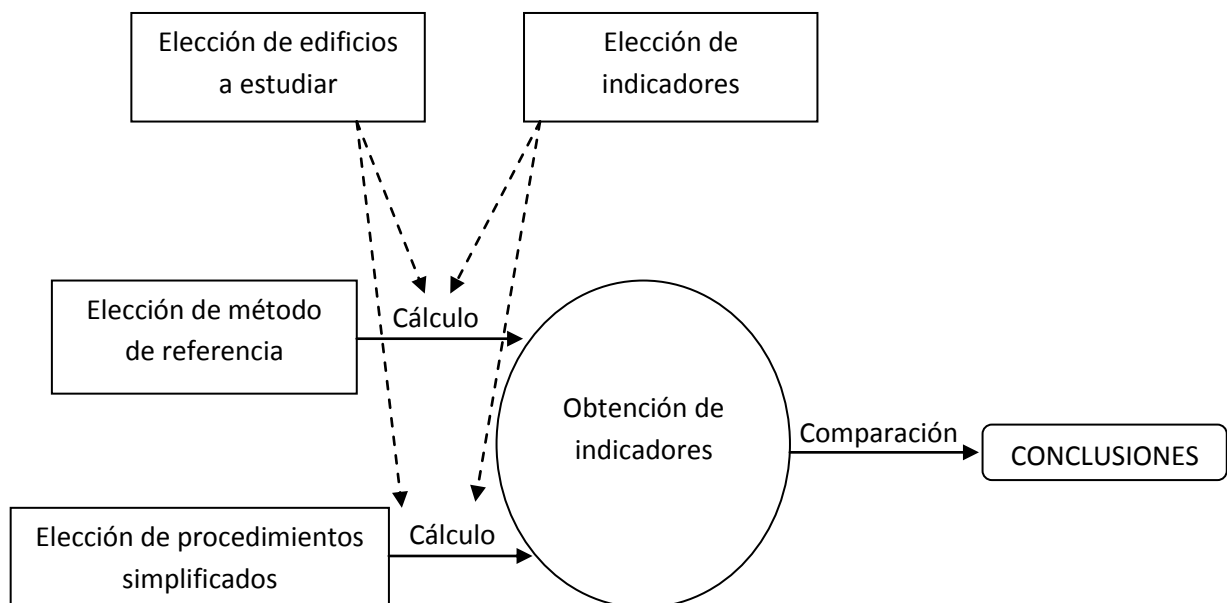 Elección de edificios
a estudiar
Elección de
indicadores
Elección de método
de referencia
Cálculo
Obtención de
indicadores
Comparación
CONCLUSIONES
Elección de procedimientos
simplificados
Cálculo